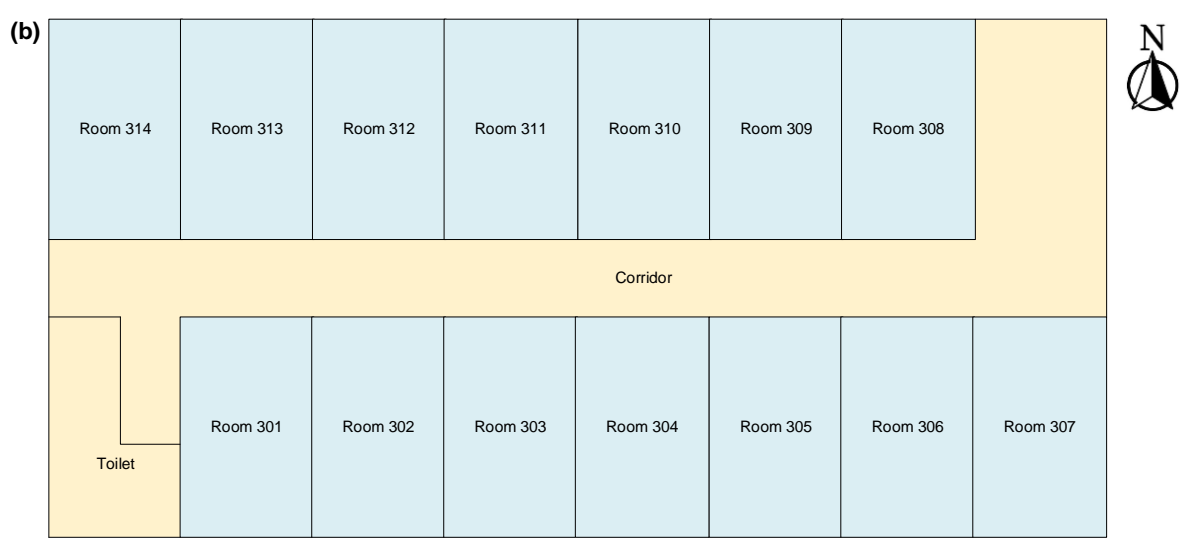 (b)
N
Room 314
Room 313
Room 312
Room 311
Room 310
Room 309
Room 308
Corridor
Room 301
Room 302
Room 303
Room 304
Room 305
Room 306
Room 307
Toilet